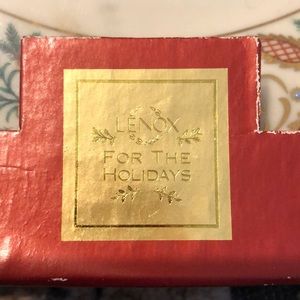 LENOX
FOR THE
HOLIDAYS